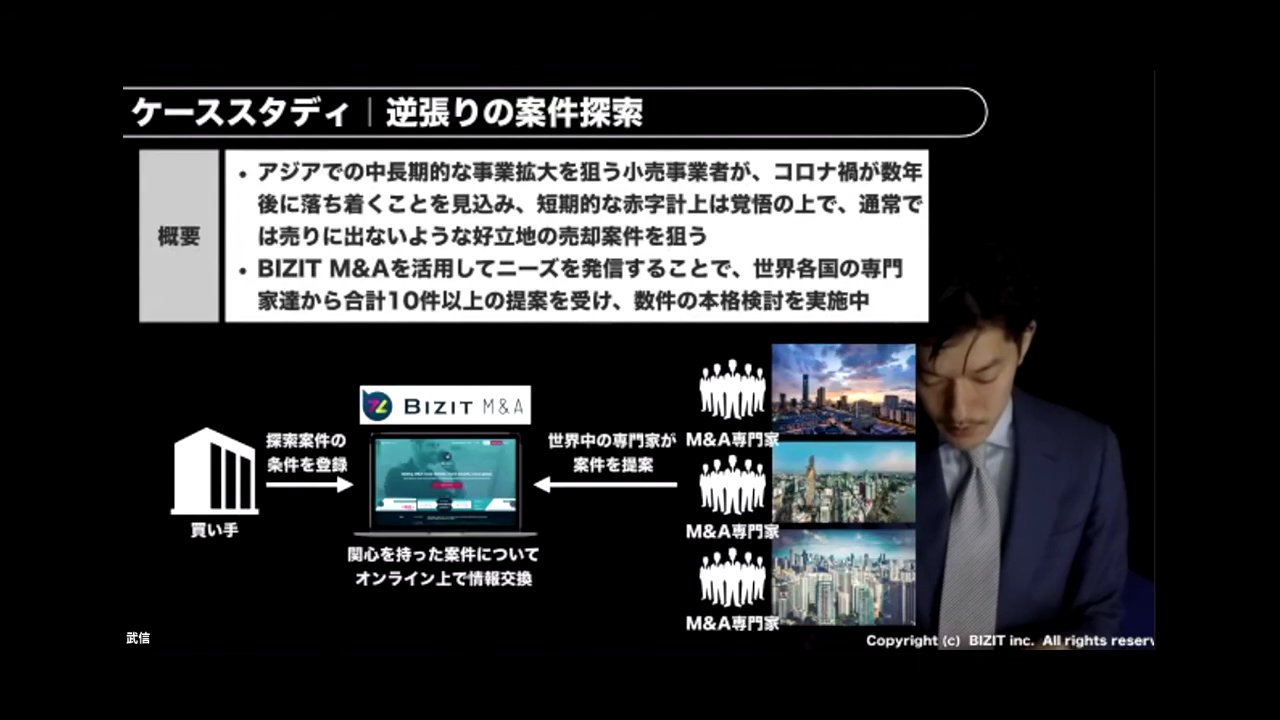 ケーススタディ｜逆張りの案件探索
概要
• アジアでの中長期的な事業拡大を狙う小売事業者が、コロナ禍が数年
後に落ち着くことを見込み、短期的な赤字計上は覚悟の上で、通常で
は売りに出ないような好立地の売却案件を狙う
• BIZIT M&Aを活用してニーズを発信することで、世界各国の専門
家達から合計10件以上の提案を受け、数件の本格検討を実施中
BIZIT M&A
探索案件の
条件を登録
世界中の専門家が
案件を提案
買い手
関心を持った案件について
オンライン上で情報交換
M&A専門家
M&A専門家
M&A専門家
武信
Copyright (c) BIZIT inc. All rights reserv